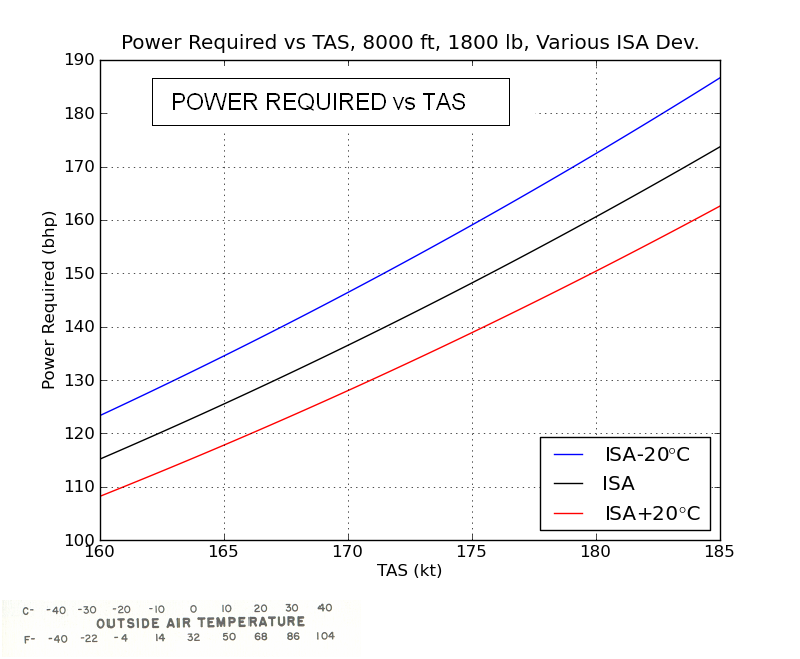 Power Required vs TAS, 8000 ft, 1800 lb, Various ISA Dev.
POWER REQUIRED vs TAS
Power Required (bhp)
190
180
170
160
150
140
130
120
110
100
ISA-20°C
ISA
ISA+20°C
160 165 170 175 180 185
TAS (kt)
C- -40 -30 -20 -10 0 10 20 30 40
OUTSIDE AIR TEMPERATURE
F- -40 -22 -4 14 32 50 68 86 104